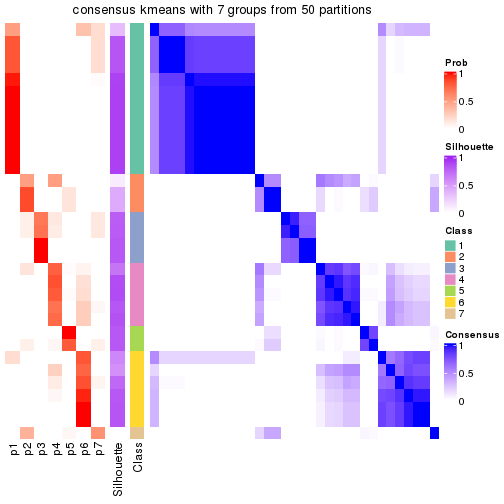 consensus kmeans with 7 groups from 50 partitions
Prob
1
0.5
0
Silhouette
1
0.5
0
Class
1
2
3
4
5
6
7
Consensus
1
0.5
0
p1
p2
p3
p4
p5
p6
p7
Silhouette
Class